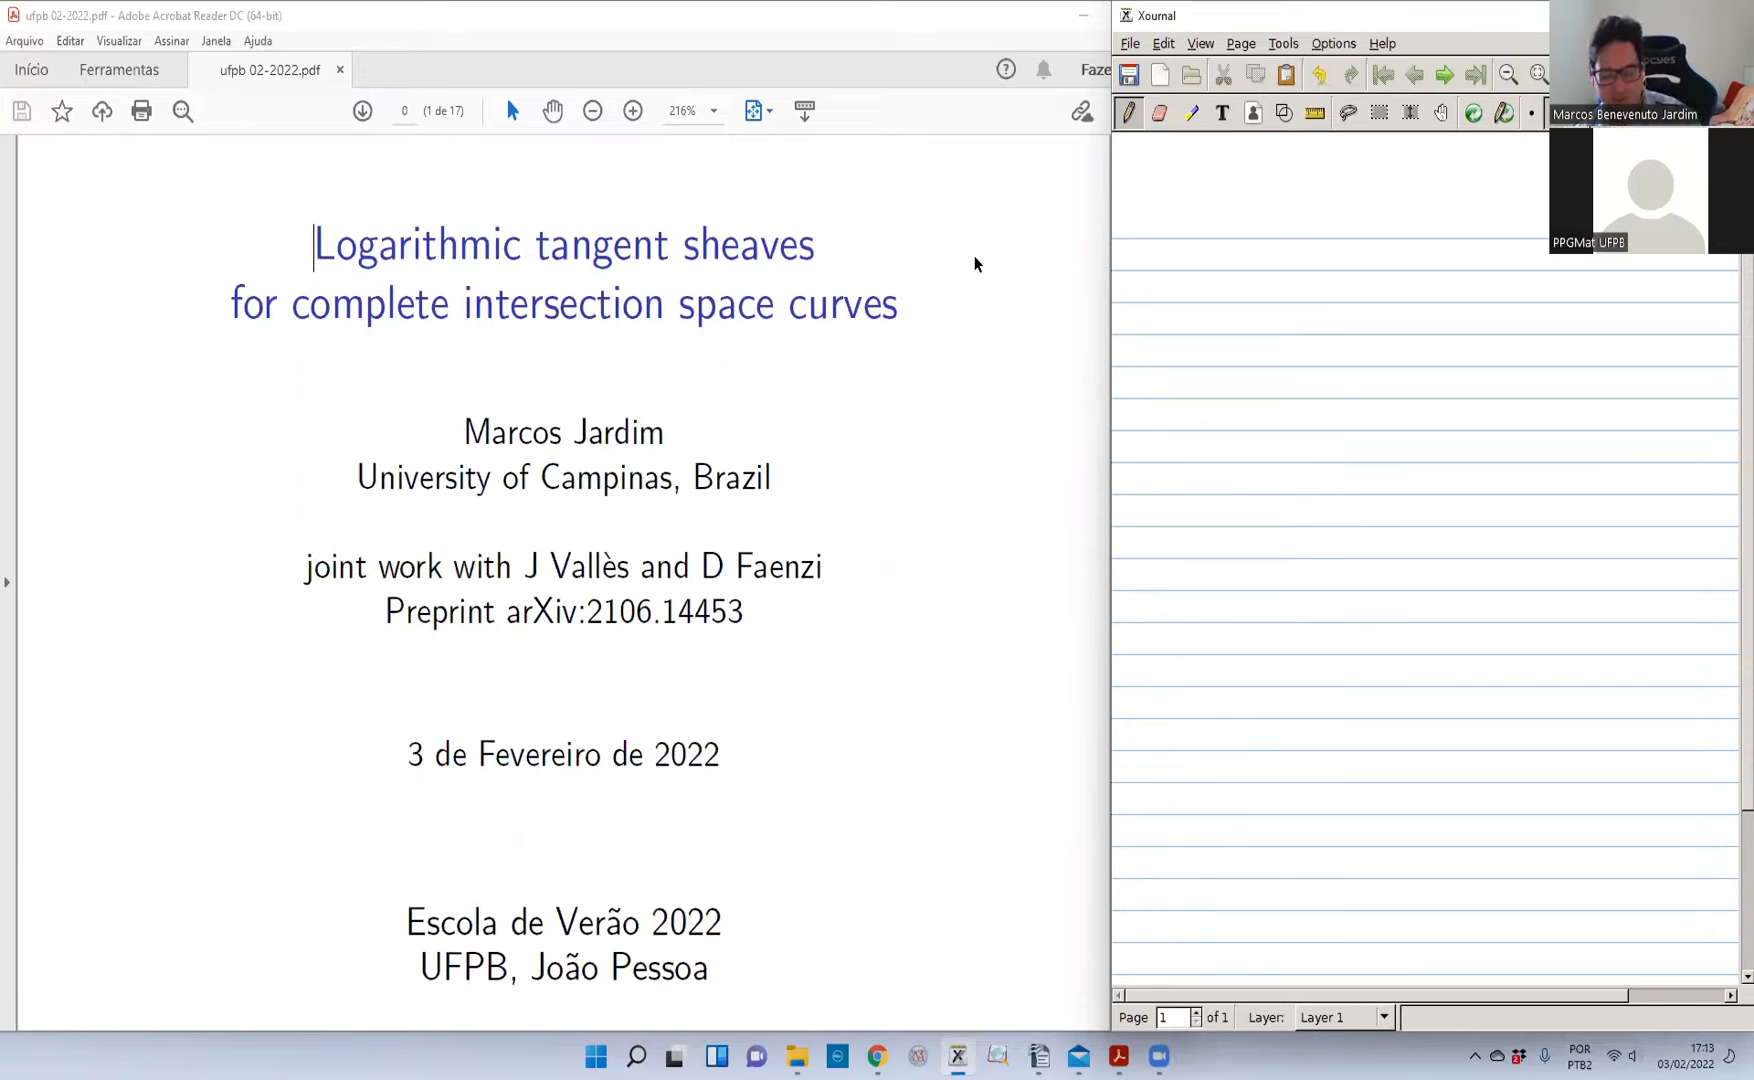 ufpb 02-2022.pdf - Adobe Acrobat Reader DC (64-bit)
Arquivo Editar Visualizar Assinar Janela Ajuda
Início Ferramentas ufpb 02-2022.pdf × Faze
0 (1 de 17) 216%
Logarithmic tangent sheaves
for complete intersection space curves
Marcos Jardim
University of Campinas, Brazil
joint work with J Vallès and D Faenzi
Preprint arXiv:2106.14453
3 de Fevereiro de 2022
Escola de Verão 2022
UFPB, João Pessoa
Xournal
File Edit View Page Tools Options Help
Marcos Benevenuto Jardim
PPGMat UFPB
Page 1 of 1 Layer: Layer 1
POR
PTB2
17:13
03/02/2022